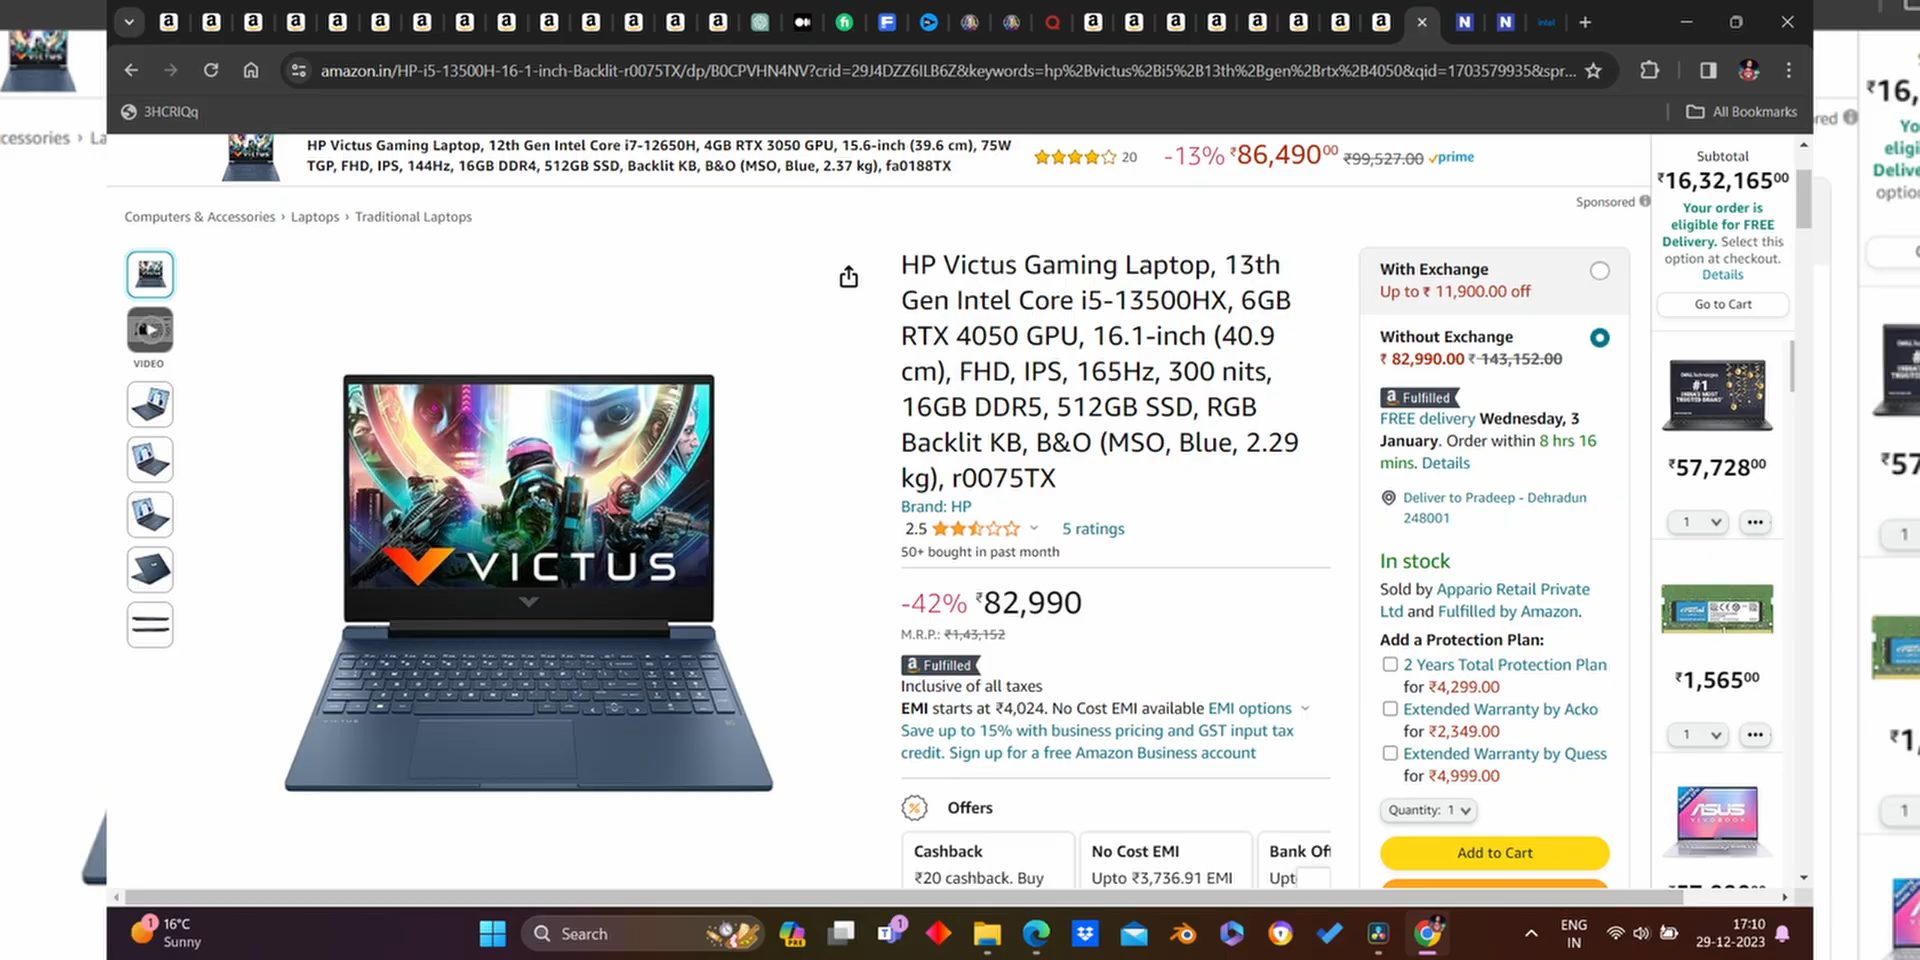 amazon.in/HP-i5-13500H-16-1-inch-Backlit-r0075TX/dp/B0CPVHN4NV?crid=29J4DZZ6ILB6Z&keywords=hp%2Bvictus%2Bi5%2B13th%2Bgen%2Brtx%2B4050&qid=1703579935&spr...
3HCRIQq
All Bookmarks
HP Victus Gaming Laptop, 12th Gen Intel Core i7-12650H, 4GB RTX 3050 GPU, 15.6-inch (39.6 cm), 75W
TGP, FHD, IPS, 144Hz, 16GB DDR4, 512GB SSD, Backlit KB, B&O (MSO, Blue, 2.37 kg), fa0188TX
20
-13% ₹86,490⁰⁰ ₹99,527.00 prime
Sponsored
Computers & Accessories › Laptops › Traditional Laptops
VIDEO
VICTUS
HP Victus Gaming Laptop, 13th
Gen Intel Core i5-13500HX, 6GB
RTX 4050 GPU, 16.1-inch (40.9
cm), FHD, IPS, 165Hz, 300 nits,
16GB DDR5, 512GB SSD, RGB
Backlit KB, B&O (MSO, Blue, 2.29
kg), r0075TX
Brand: HP
2.5 5 ratings
50+ bought in past month
-42% ₹82,990
M.R.P.: ₹1,43,152
a Fulfilled
Inclusive of all taxes
EMI starts at ₹4,024. No Cost EMI available EMI options
Save up to 15% with business pricing and GST input tax
credit. Sign up for a free Amazon Business account
Offers
Cashback
₹20 cashback. Buy
No Cost EMI
Upto ₹3,736.91 EMI
Bank Off
Upt
With Exchange
Up to ₹ 11,900.00 off
Without Exchange
₹ 82,990.00 ₹ 143,152.00
a Fulfilled
FREE delivery Wednesday, 3
January. Order within 8 hrs 16
mins. Details
Deliver to Pradeep - Dehradun
248001
In stock
Sold by Appario Retail Private
Ltd and Fulfilled by Amazon.
Add a Protection Plan:
2 Years Total Protection Plan
for ₹4,299.00
Extended Warranty by Acko
for ₹2,349.00
Extended Warranty by Quess
for ₹4,999.00
Quantity: 1
Add to Cart
Subtotal
₹16,32,165⁰⁰
Your order is
eligible for FREE
Delivery. Select this
option at checkout.
Details
Go to Cart
#1
₹57,728⁰⁰
1
crucial
₹1,565⁰⁰
1
ASUS
VIVOBOOK
1
16°C
Sunny
Search
PRE
1
ENG
IN
17:10
29-12-2023